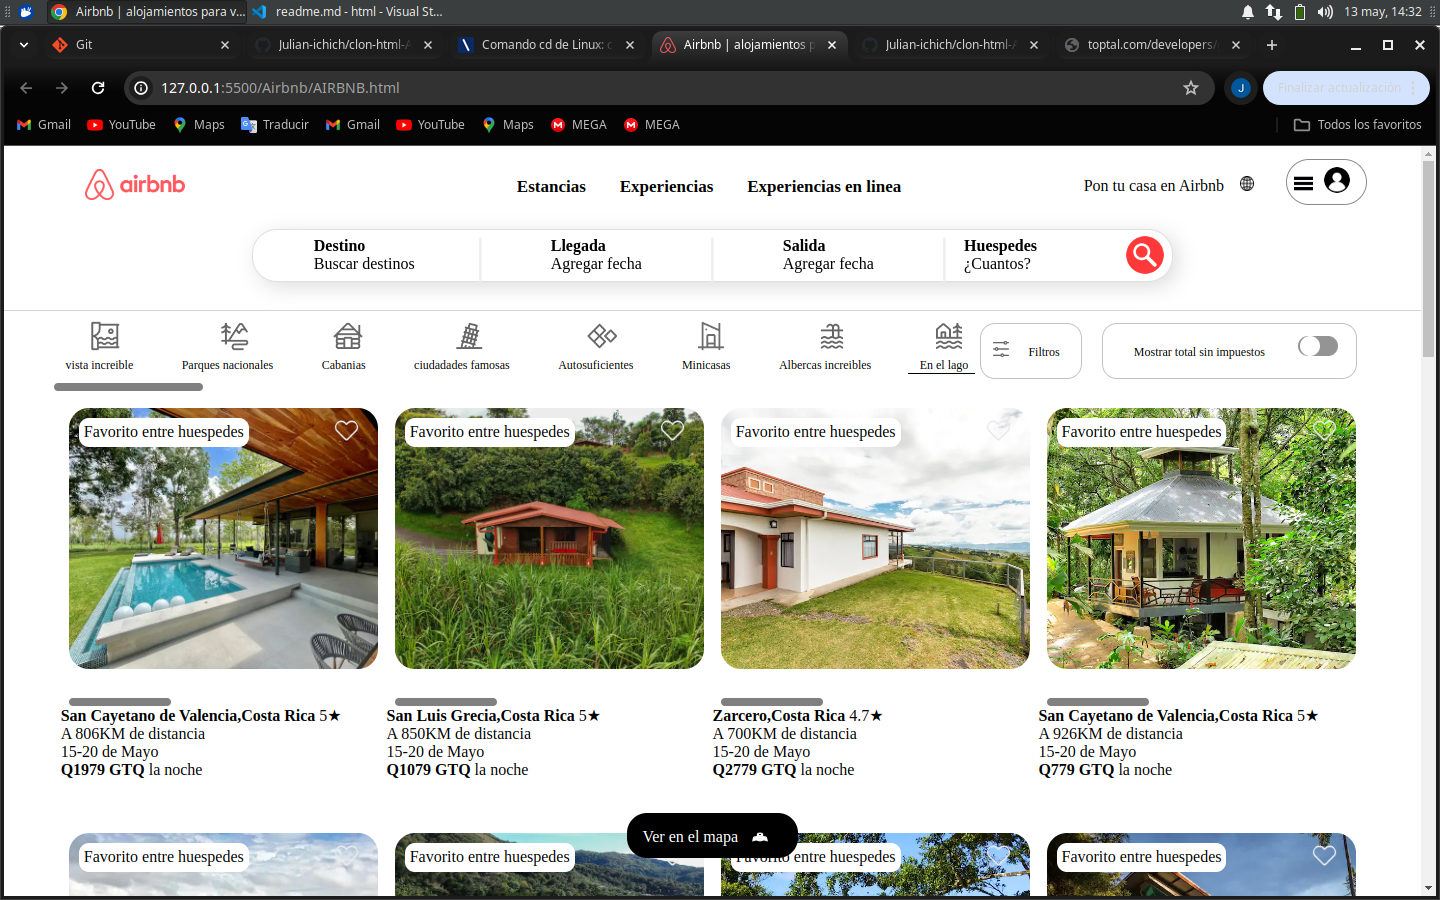 Airbnb | alojamientos para v...
readme.md - html - Visual St...
13 may, 14:32
Git
Julian-ichich/clon-html-A
Comando cd de Linux: c
Airbnb | alojamientos p
Julian-ichich/clon-html-A
toptal.com/developers/
127.0.0.1:5500/Airbnb/AIRBNB.html
J
Finalizar actualización
Gmail
YouTube
Maps
Traducir
Gmail
YouTube
Maps
MEGA
MEGA
Todos los favoritos
airbnb
Estancias
Experiencias
Experiencias en linea
Pon tu casa en Airbnb
Destino
Buscar destinos
Llegada
Agregar fecha
Salida
Agregar fecha
Huespedes
¿Cuantos?
vista increible
Parques nacionales
Cabanias
ciudadades famosas
Autosuficientes
Minicasas
Albercas increibles
En el lago
Filtros
Mostrar total sin impuestos
Favorito entre huespedes
Favorito entre huespedes
Favorito entre huespedes
Favorito entre huespedes
San Cayetano de Valencia,Costa Rica 5★
A 806KM de distancia
15-20 de Mayo
Q1979 GTQ la noche
San Luis Grecia,Costa Rica 5★
A 850KM de distancia
15-20 de Mayo
Q1079 GTQ la noche
Zarcero,Costa Rica 4.7★
A 700KM de distancia
15-20 de Mayo
Q2779 GTQ la noche
San Cayetano de Valencia,Costa Rica 5★
A 926KM de distancia
15-20 de Mayo
Q779 GTQ la noche
Ver en el mapa
Favorito entre huespedes
Favorito entre huespedes
Favorito entre huespedes
Favorito entre huespedes